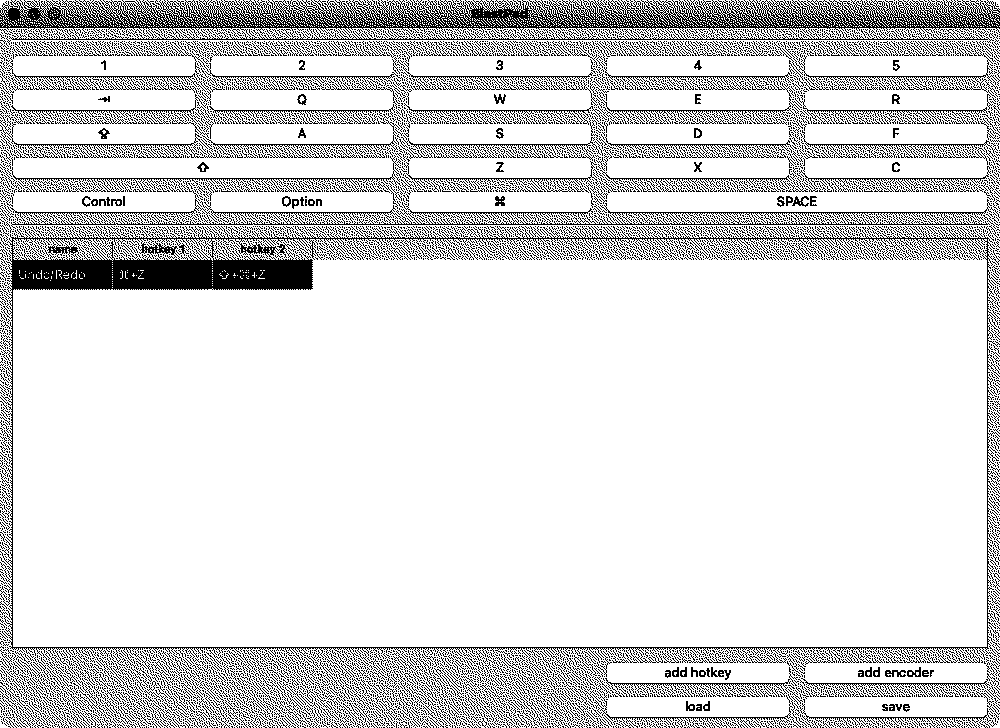 1 2 3 4 5
⇥ Q W E R
⇪ A S D F
⇧ Z X C
Control Option ⌘ SPACE
name hotkey 1 hotkey 2
Undo/Redo ⌘+Z ⇧+⌘+Z
add hotkey add encoder
load save